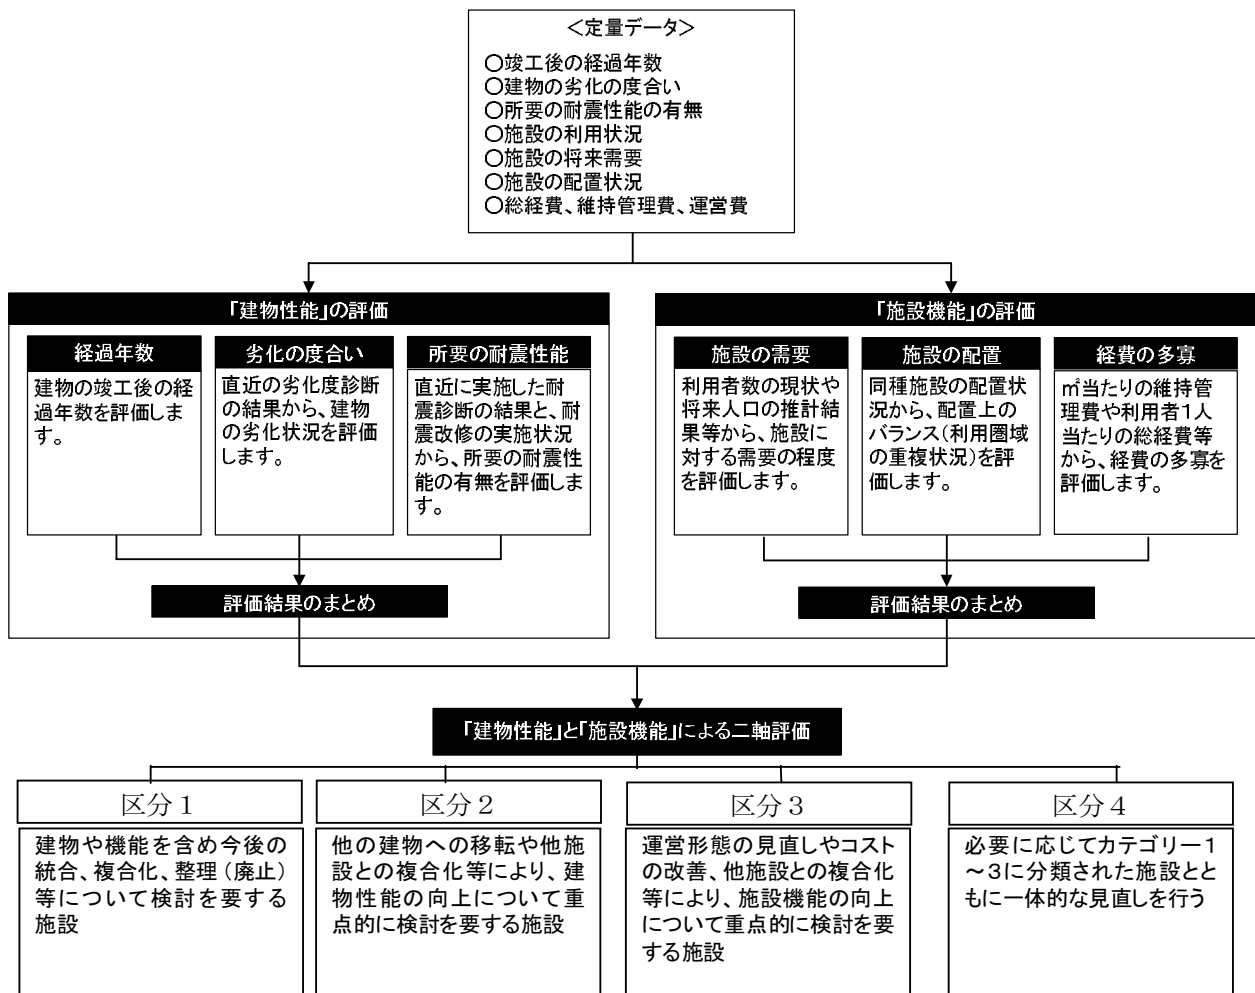 ＜定量データ＞
○竣工後の経過年数
○建物の劣化の度合い
○所要の耐震性能の有無
○施設の利用状況
○施設の将来需要
○施設の配置状況
○総経費、維持管理費、運営費
「建物性能」の評価
経過年数
建物の竣工後の経
過年数を評価しま
す。
劣化の度合い
直近の劣化度診断
の結果から、建物
の劣化状況を評価
します。
所要の耐震性能
直近に実施した耐
震診断の結果と、耐
震改修の実施状況
から、所要の耐震性
能の有無を評価しま
す。
評価結果のまとめ
「施設機能」の評価
施設の需要
利用者数の現状や
将来人口の推計結
果等から、施設に
対する需要の程度
を評価します。
施設の配置
同種施設の配置状
況から、配置上の
バランス（利用圏域
の重複状況）を評
価します。
経費の多寡
㎡当たりの維持管
理費や利用者１人
当たりの総経費等
から、経費の多寡を
評価します。
評価結果のまとめ
「建物性能」と「施設機能」による二軸評価
区分１
建物や機能を含め今後の
統合、複合化、整理（廃止）
等について検討を要する
施設
区分２
他の建物への移転や他施
設との複合化等により、建
物性能の向上について重
点的に検討を要する施設
区分３
運営形態の見直しやコスト
の改善、他施設との複合化
等により、施設機能の向上
について重点的に検討を要
する施設
区分４
必要に応じてカテゴリー１
～３に分類された施設とと
もに一体的な見直しを行う